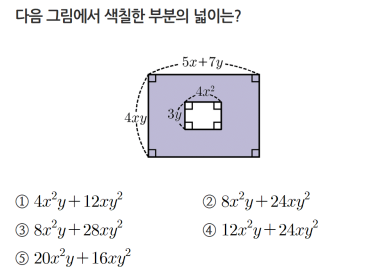 다음 그림에서 색칠한 부분의 넓이는?
5x+7y
4x²
3y
4xy
① 4x²y+12xy² ② 8x²y+24xy²
③ 8x²y+28xy² ④ 12x²y+24xy²
⑤ 20x²y+16xy²